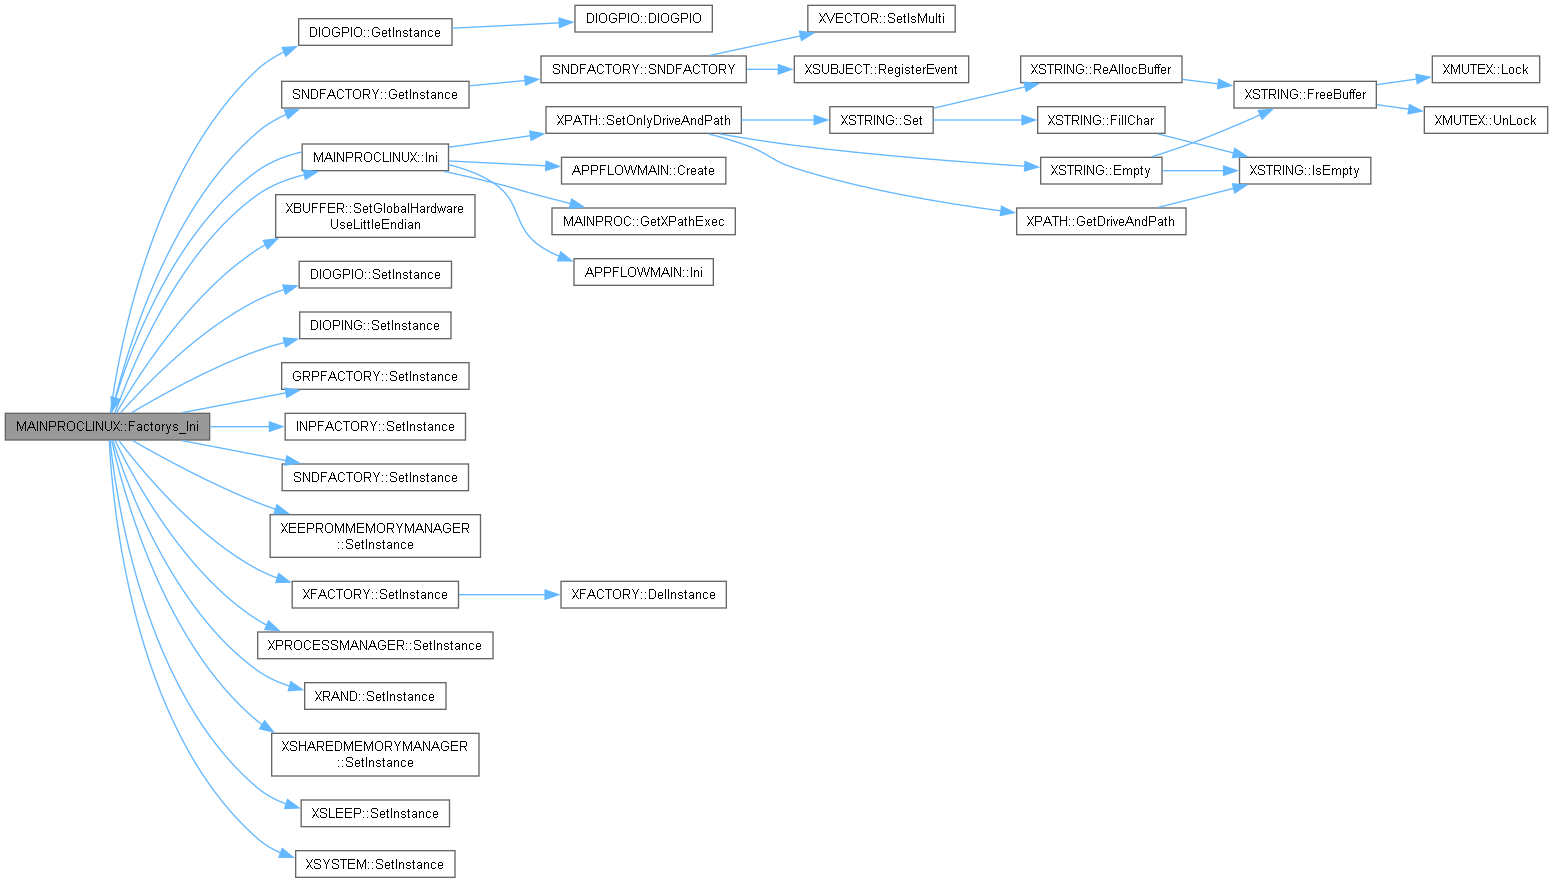 DIOGPIO::GetInstance
DIOGPIO::DIOGPIO
XVECTOR::SetIsMulti
SNDFACTORY::GetInstance
SNDFACTORY::SNDFACTORY
XSUBJECT::RegisterEvent
XSTRING::ReAllocBuffer
XMUTEX::Lock
XSTRING::FreeBuffer
MAINPROCLINUX::Ini
XPATH::SetOnlyDriveAndPath
XSTRING::Set
XSTRING::FillChar
XMUTEX::UnLock
APPFLOWMAIN::Create
XSTRING::Empty
XSTRING::IsEmpty
XBUFFER::SetGlobalHardware
UseLittleEndian
MAINPROC::GetXPathExec
XPATH::GetDriveAndPath
DIOGPIO::SetInstance
APPFLOWMAIN::Ini
DIOPING::SetInstance
GRPFACTORY::SetInstance
MAINPROCLINUX::Factorys_Ini
INPFACTORY::SetInstance
SNDFACTORY::SetInstance
XEEPROMMEMORYMANAGER
::SetInstance
XFACTORY::SetInstance
XFACTORY::DelInstance
XPROCESSMANAGER::SetInstance
XRAND::SetInstance
XSHAREDMEMORYMANAGER
::SetInstance
XSLEEP::SetInstance
XSYSTEM::SetInstance